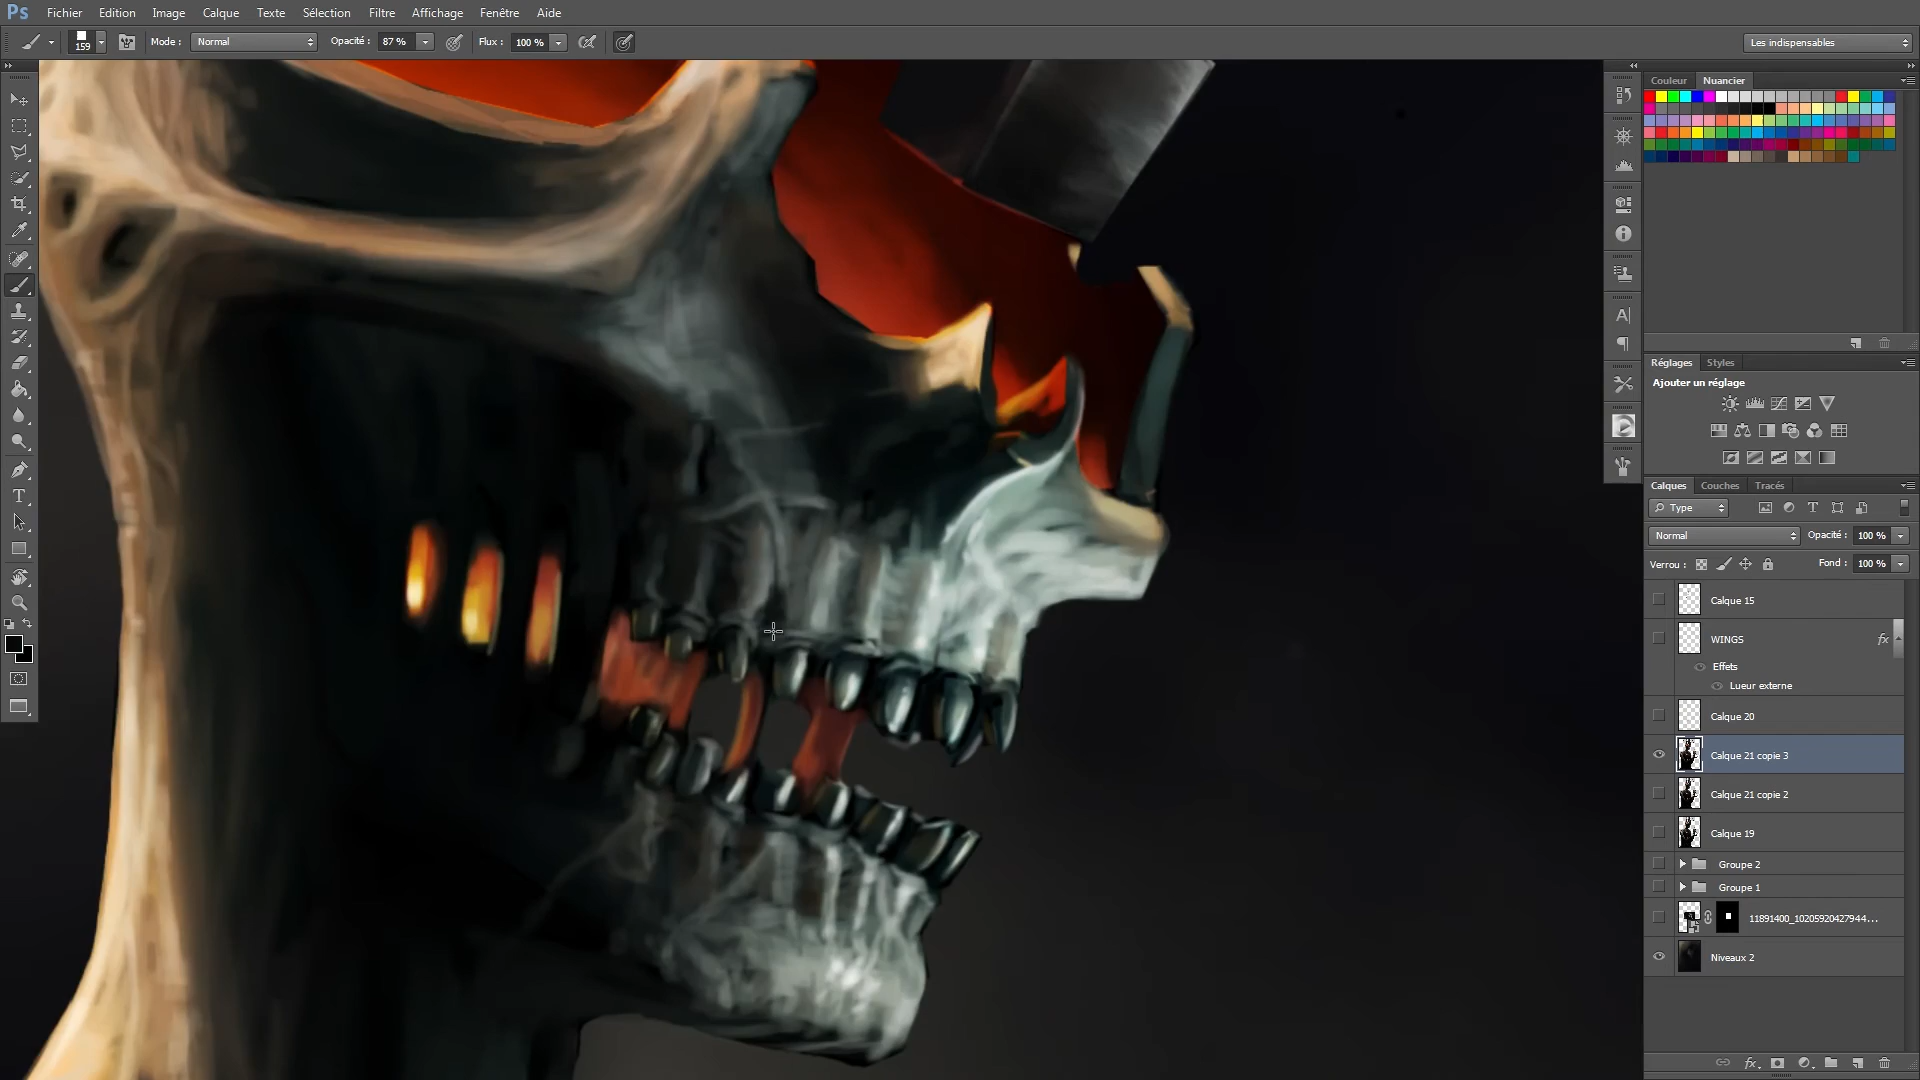 Ps Fichier Edition Image Calque Texte Sélection Filtre Affichage Fenêtre Aide
159 Mode : Normal Opacité : 87 % Flux : 100 % Les indispensables
Couleur Nuancier
Réglages Styles
Ajouter un réglage
Calques Couches Tracés
Type
Normal Opacité : 100 %
Verrou : Fond : 100 %
Calque 15
WINGS fx
Effets
Lueur externe
Calque 20
Calque 21 copie 3
Calque 21 copie 2
Calque 19
Groupe 2
Groupe 1
11891400_10205920427944...
Niveaux 2
fx